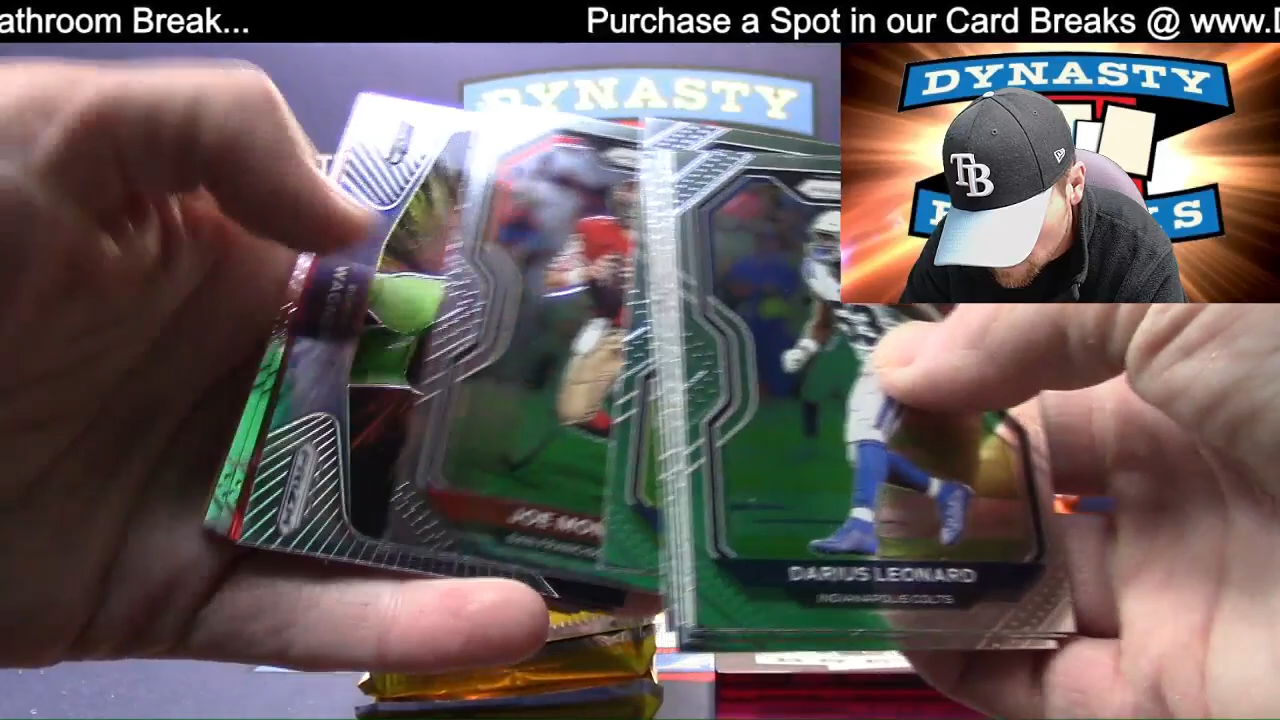 athroom Break...
Purchase a Spot in our Card Breaks @ www.
DYNASTY
DYNASTY
TB
JOE MON
DARIUS LEONARD
INDIANAPOLIS COLTS